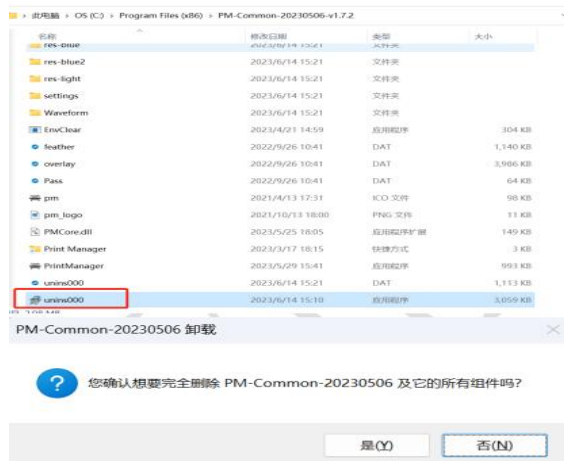 › 此电脑 › OS (C:) › Program Files (x86) › PM-Common-20230506-v1.7.2
名称 修改日期 类型 大小
res-blue 2023/6/14 15:21 文件夹
res-blue2 2023/6/14 15:21 文件夹
res-light 2023/6/14 15:21 文件夹
settings 2023/6/14 15:21 文件夹
Waveform 2023/6/14 15:21 文件夹
EnvClear 2023/4/21 14:59 应用程序 304 KB
feather 2022/9/26 10:41 DAT 1,140 KB
overlay 2022/9/26 10:41 DAT 3,986 KB
Pass 2022/9/26 10:41 DAT 64 KB
pm 2021/4/13 17:31 ICO 文件 98 KB
pm_logo 2021/10/13 18:00 PNG 文件 11 KB
PMCore.dll 2023/5/25 18:05 应用程序扩展 149 KB
Print Manager 2023/3/17 18:15 快捷方式 3 KB
PrintManager 2023/5/29 15:41 应用程序 993 KB
unins000 2023/6/14 15:21 DAT 1,113 KB
unins000 2023/6/14 15:10 应用程序 3,059 KB
PM-Common-20230506 卸载
您确认想要完全删除 PM-Common-20230506 及它的所有组件吗?
是(Y) 否(N)